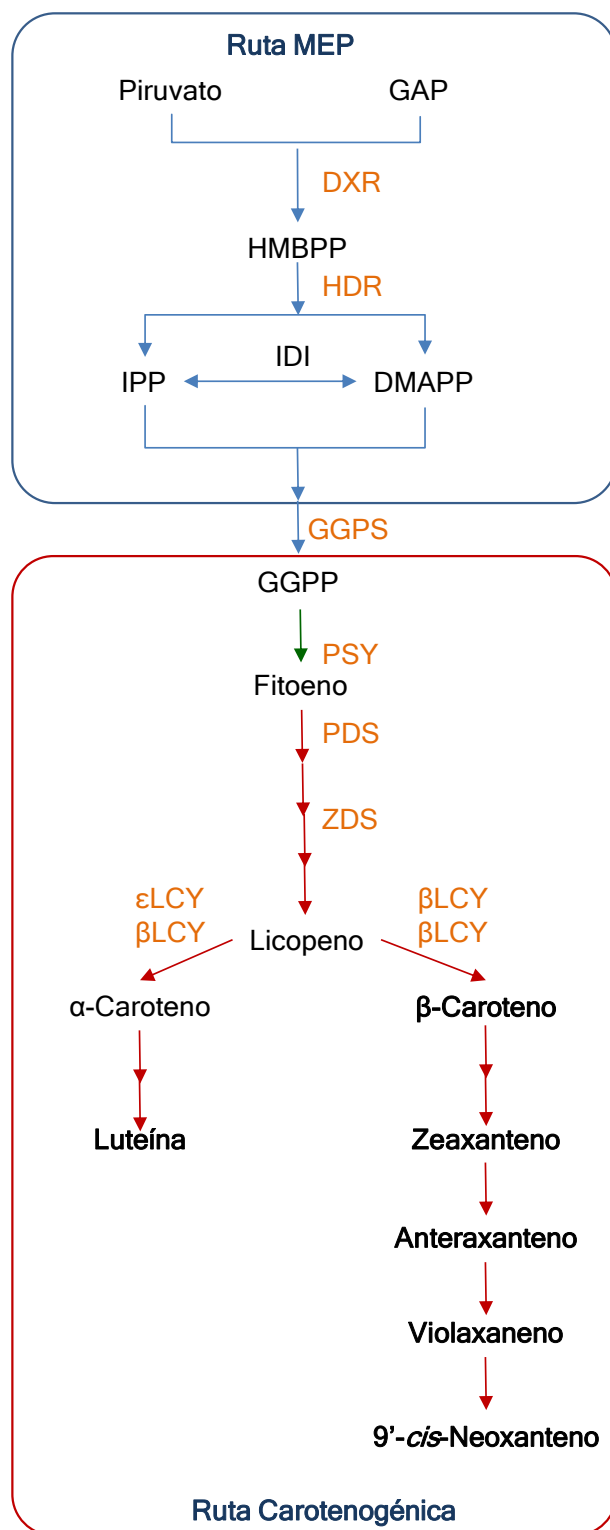 Ruta MEP
Piruvato GAP
DXR
HMBPP
HDR
IDI
IPP DMAPP
GGPS
GGPP
PSY
Fitoeno
PDS
ZDS
εLCY βLCY
βLCY βLCY
Licopeno
α-Caroteno β-Caroteno
Luteína Zeaxanteno
Anteraxanteno
Violaxaneno
9’-cis-Neoxanteno
Ruta Carotenogénica